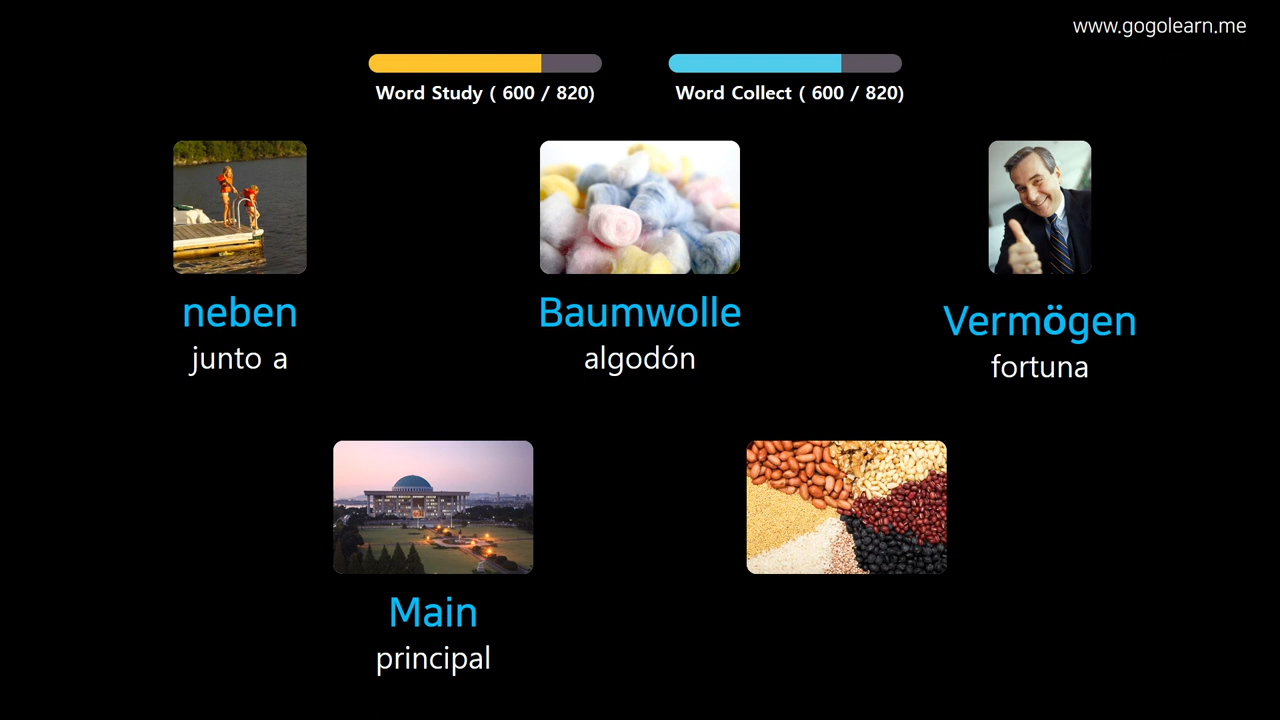 www.gogolearn.me
Word Study ( 600 / 820)
Word Collect ( 600 / 820)
neben
junto a
Baumwolle
algodón
Vermögen
fortuna
Main
principal